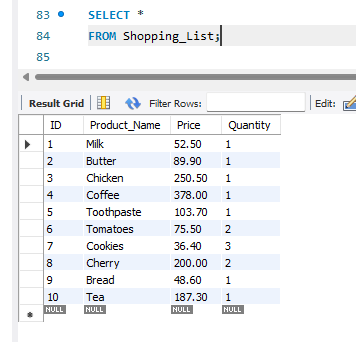 83 SELECT *
84 FROM Shopping_List;
85
Result Grid Filter Rows: Edit:
ID Product_Name Price Quantity
1 Milk 52.50 1
2 Butter 89.90 1
3 Chicken 250.50 1
4 Coffee 378.00 1
5 Toothpaste 103.70 1
6 Tomatoes 75.50 2
7 Cookies 36.40 3
8 Cherry 200.00 2
9 Bread 48.60 1
10 Tea 187.30 1
NULL NULL NULL NULL